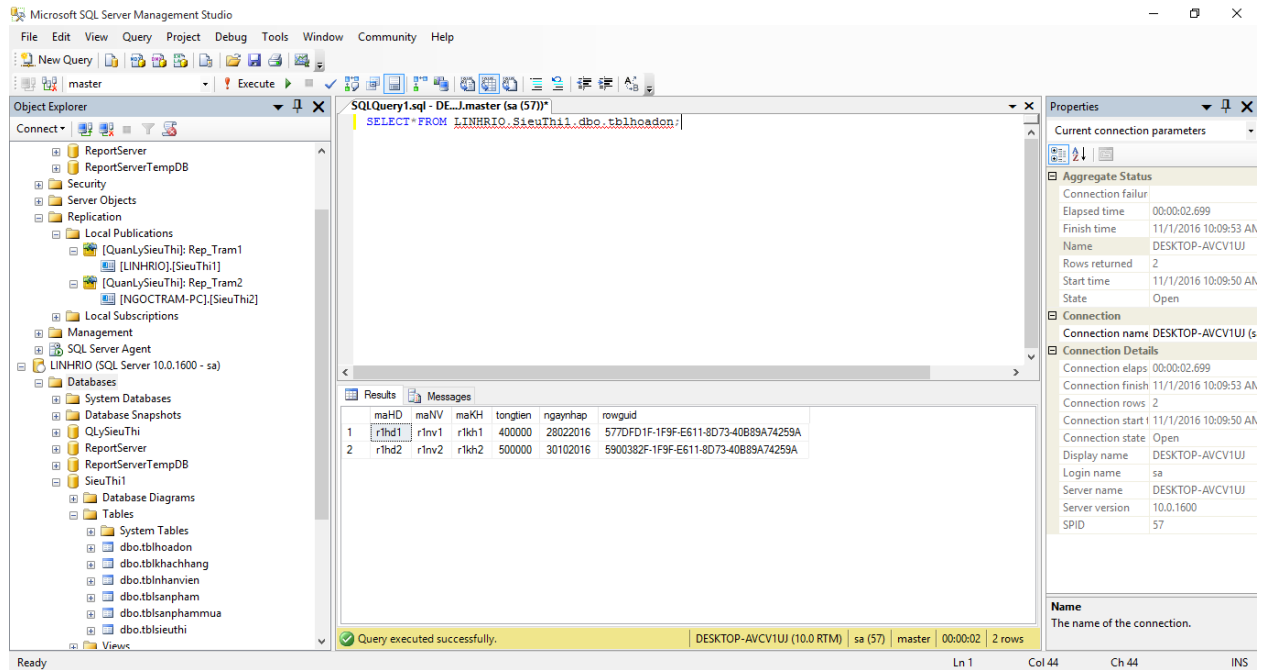 Microsoft SQL Server Management Studio
File Edit View Query Project Debug Tools Window Community Help
New Query
master Execute
Object Explorer
Connect
ReportServer
ReportServerTempDB
Security
Server Objects
Replication
Local Publications
[QuanLySieuThi]: Rep_Tram1
[LINHRIO].[SieuThi1]
[QuanLySieuThi]: Rep_Tram2
[NGOCTRAM-PC].[SieuThi2]
Local Subscriptions
Management
SQL Server Agent
LINHRIO (SQL Server 10.0.1600 - sa)
Databases
System Databases
Database Snapshots
QLySieuThi
ReportServer
ReportServerTempDB
SieuThi1
Database Diagrams
Tables
System Tables
dbo.tblhoadon
dbo.tblkhachhang
dbo.tblnhanvien
dbo.tblsanpham
dbo.tblsanphammua
dbo.tblsieuthi
Views
SQLQuery1.sql - DE...J.master (sa (57))*
SELECT*FROM LINHRIO.SieuThi1.dbo.tblhoadon;
Results Messages
maHD maNV maKH tongtien ngaynhap rowguid
1 r1hd1 r1nv1 r1kh1 400000 28022016 577DFD1F-1F9F-E611-8D73-40B89A74259A
2 r1hd2 r1nv2 r1kh2 500000 30102016 5900382F-1F9F-E611-8D73-40B89A74259A
Query executed successfully. DESKTOP-AVCV1UJ (10.0 RTM) sa (57) master 00:00:02 2 rows
Properties
Current connection parameters
Aggregate Status
Connection failur
Elapsed time 00:00:02.699
Finish time 11/1/2016 10:09:53 AM
Name DESKTOP-AVCV1UJ
Rows returned 2
Start time 11/1/2016 10:09:50 AM
State Open
Connection
Connection name DESKTOP-AVCV1UJ (s
Connection Details
Connection elaps 00:00:02.699
Connection finish 11/1/2016 10:09:53 AM
Connection rows 2
Connection start t 11/1/2016 10:09:50 AM
Connection state Open
Display name DESKTOP-AVCV1UJ
Login name sa
Server name DESKTOP-AVCV1UJ
Server version 10.0.1600
SPID 57
Name
The name of the connection.
Ready Ln 1 Col 44 Ch 44 INS